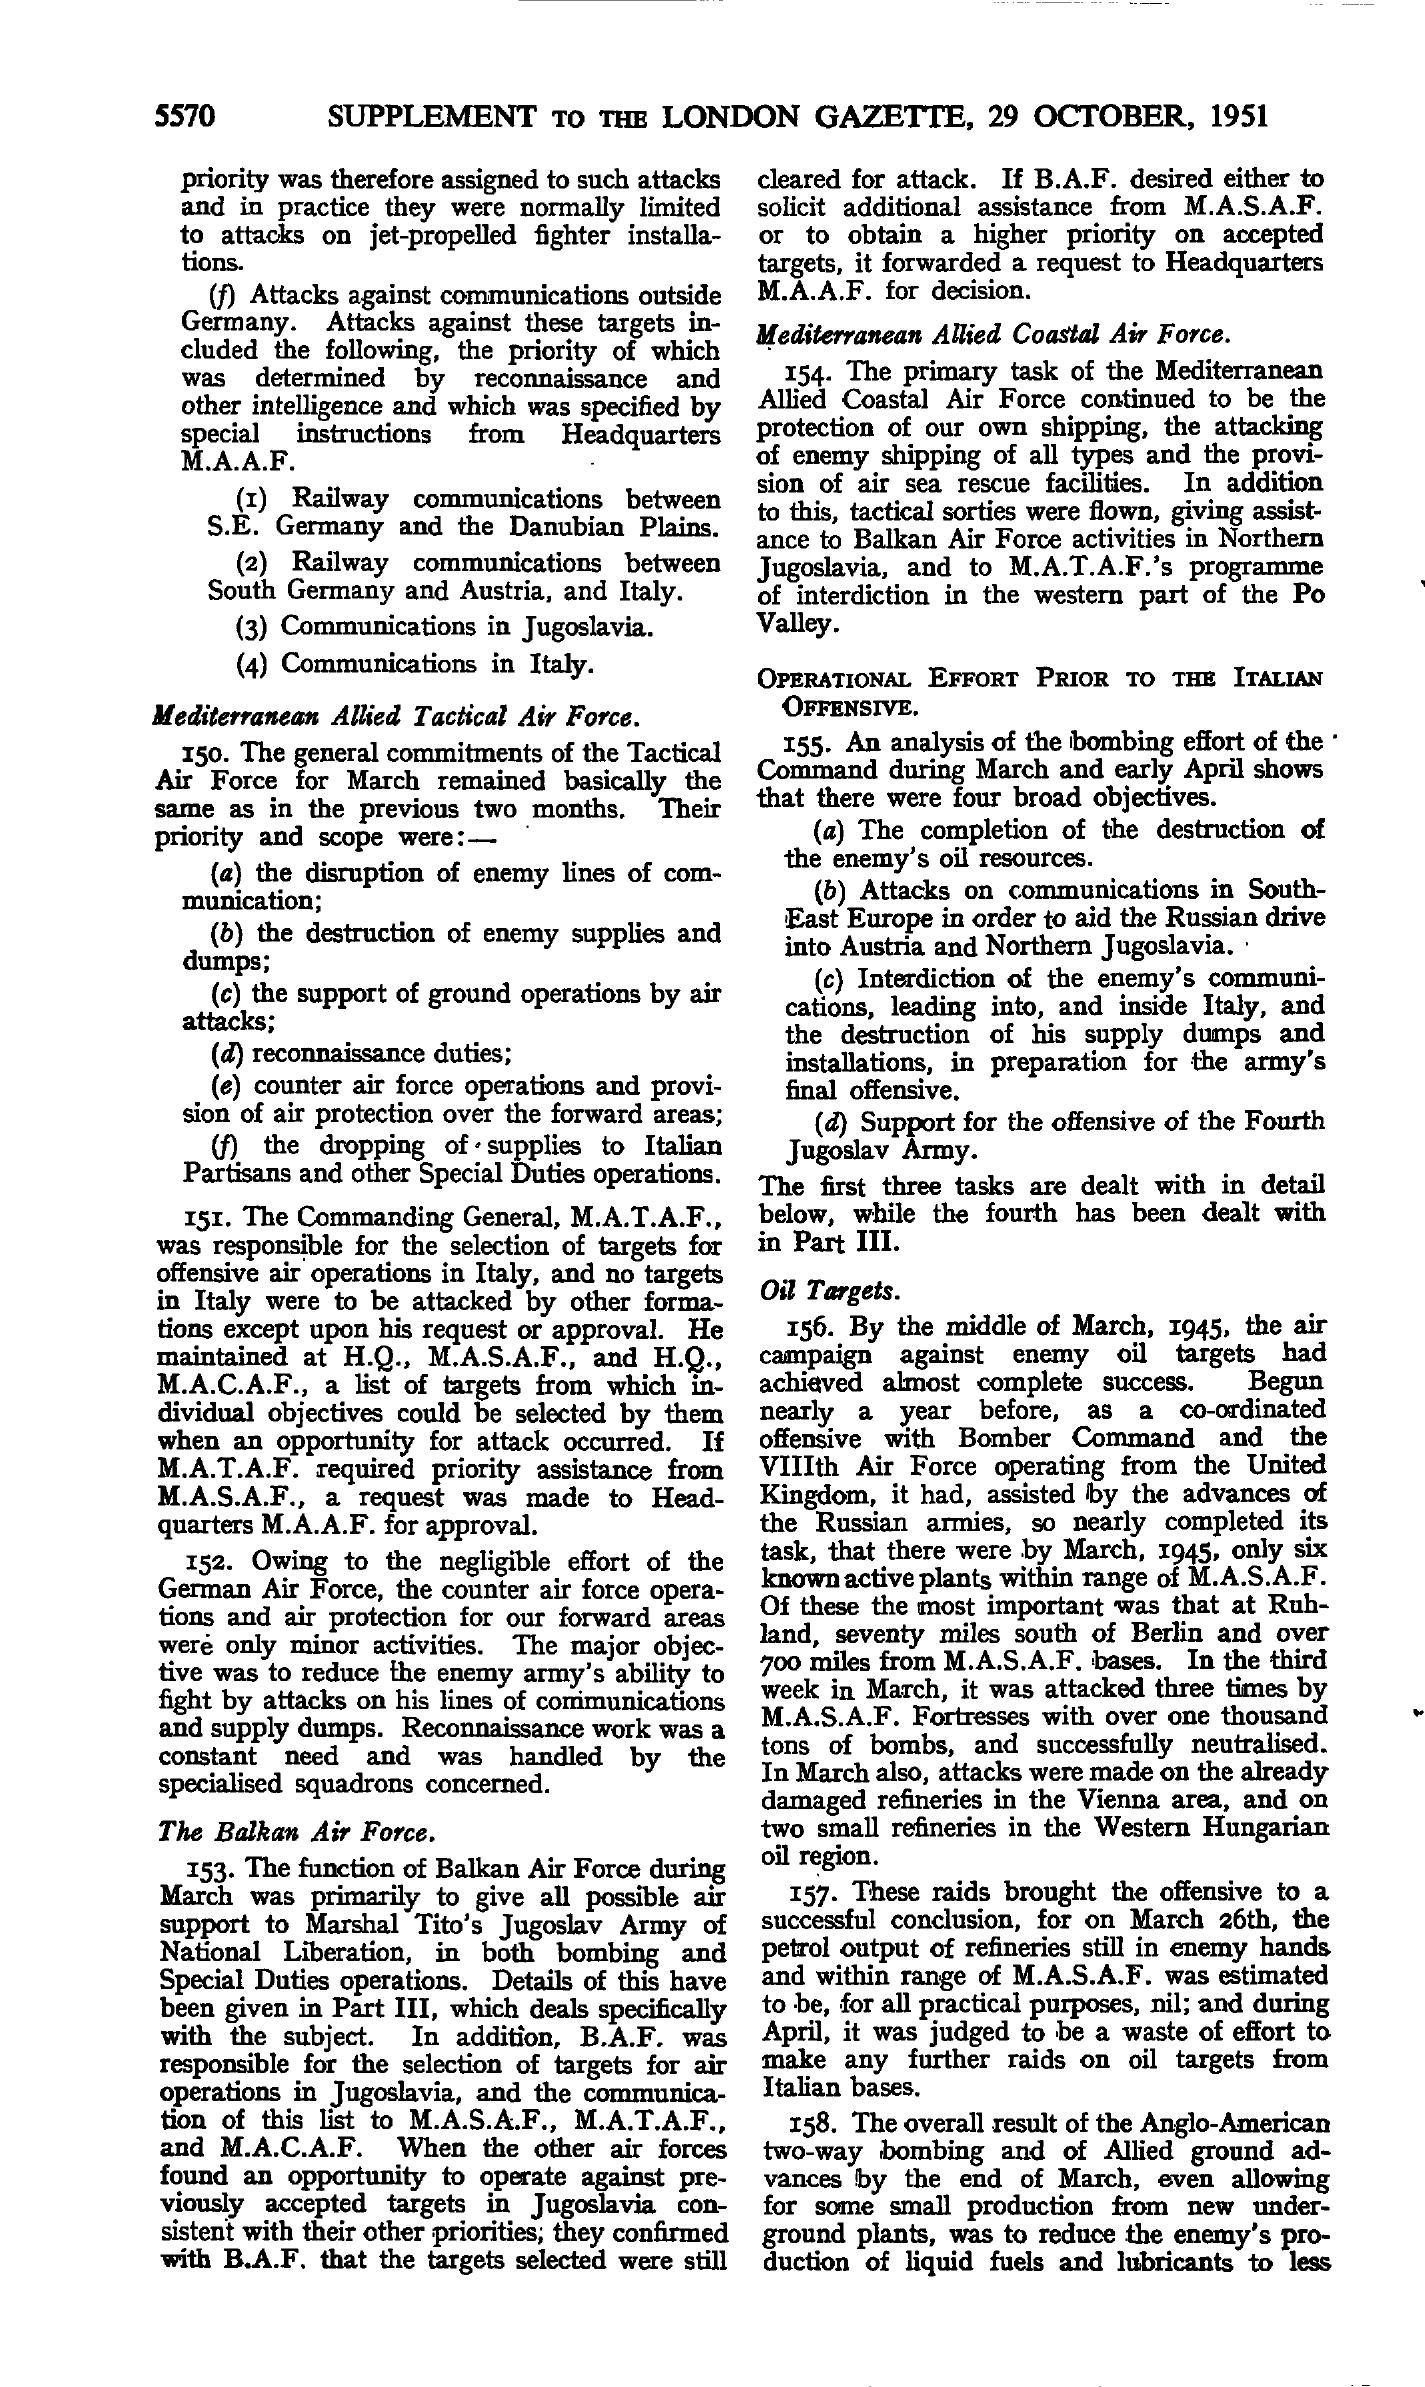 5570 SUPPLEMENT TO THE LONDON GAZETTE, 29 OCTOBER, 1951
priority was therefore assigned to such attacks
and in practice they were normally limited
to attacks on jet-propelled fighter installa-
tions.
(f) Attacks against communications outside
Germany. Attacks against these targets in-
cluded the following, the priority of which
was determined by reconnaissance and
other intelligence and which was specified by
special instructions from Headquarters
M.A.A.F.
(1) Railway communications between
S.E. Germany and the Danubian Plains.
(2) Railway communications between
South Germany and Austria, and Italy.
(3) Communications in Jugoslavia.
(4) Communications in Italy.
Mediterranean Allied Tactical Air Force.
150. The general commitments of the Tactical
Air Force for March remained basically the
same as in the previous two months. Their
priority and scope were:—
(a) the disruption of enemy lines of com-
munication;
(b) the destruction of enemy supplies and
dumps;
(c) the support of ground operations by air
attacks;
(d) reconnaissance duties;
(e) counter air force operations and provi-
sion of air protection over the forward areas;
(f) the dropping of supplies to Italian
Partisans and other Special Duties operations.
151. The Commanding General, M.A.T.A.F.,
was responsible for the selection of targets for
offensive air operations in Italy, and no targets
in Italy were to be attacked by other forma-
tions except upon his request or approval. He
maintained at H.Q., M.A.S.A.F., and H.Q.,
M.A.C.A.F., a list of targets from which in-
dividual objectives could be selected by them
when an opportunity for attack occurred. If
M.A.T.A.F. required priority assistance from
M.A.S.A.F., a request was made to Head-
quarters M.A.A.F. for approval.
152. Owing to the negligible effort of the
German Air Force, the counter air force opera-
tions and air protection for our forward areas
were only minor activities. The major objec-
tive was to reduce the enemy army's ability to
fight by attacks on his lines of communications
and supply dumps. Reconnaissance work was a
constant need and was handled by the
specialised squadrons concerned.
The Balkan Air Force.
153. The function of Balkan Air Force during
March was primarily to give all possible air
support to Marshal Tito's Jugoslav Army of
National Liberation, in both bombing and
Special Duties operations. Details of this have
been given in Part III, which deals specifically
with the subject. In addition, B.A.F. was
responsible for the selection of targets for air
operations in Jugoslavia, and the communica-
tion of this list to M.A.S.A.F., M.A.T.A.F.,
and M.A.C.A.F. When the other air forces
found an opportunity to operate against pre-
viously accepted targets in Jugoslavia con-
sistent with their other priorities, they confirmed
with B.A.F. that the targets selected were still
cleared for attack. If B.A.F. desired either to
solicit additional assistance from M.A.S.A.F.
or to obtain a higher priority on accepted
targets, it forwarded a request to Headquarters
M.A.A.F. for decision.
Mediterranean Allied Coastal Air Force.
154. The primary task of the Mediterranean
Allied Coastal Air Force continued to be the
protection of our own shipping, the attacking
of enemy shipping of all types and the provi-
sion of air sea rescue facilities. In addition
to this, tactical sorties were flown, giving assist-
ance to Balkan Air Force activities in Northern
Jugoslavia, and to M.A.T.A.F.'s programme
of interdiction in the western part of the Po
Valley.
OPERATIONAL EFFORT PRIOR TO THE ITALIAN
OFFENSIVE.
155. An analysis of the bombing effort of the
Command during March and early April shows
that there were four broad objectives.
(a) The completion of the destruction of
the enemy's oil resources.
(b) Attacks on communications in South-
East Europe in order to aid the Russian drive
into Austria and Northern Jugoslavia.
(c) Interdiction of the enemy's communi-
cations, leading into, and inside Italy, and
the destruction of his supply dumps and
installations, in preparation for the army's
final offensive.
(d) Support for the offensive of the Fourth
Jugoslav Army.
The first three tasks are dealt with in detail
below, while the fourth has been dealt with
in Part III.
Oil Targets.
156. By the middle of March, 1945, the air
campaign against enemy oil targets had
achieved almost complete success. Begun
nearly a year before, as a co-ordinated
offensive with Bomber Command and the
VIIIth Air Force operating from the United
Kingdom, it had, assisted by the advances of
the Russian armies, so nearly completed its
task, that there were by March, 1945, only six
known active plants within range of M.A.S.A.F.
Of these the most important was that at Ruh-
land, seventy miles south of Berlin and over
700 miles from M.A.S.A.F. bases. In the third
week in March, it was attacked three times by
M.A.S.A.F. Fortresses with over one thousand
tons of bombs, and successfully neutralised.
In March also, attacks were made on the already
damaged refineries in the Vienna area, and on
two small refineries in the Western Hungarian
oil region.
157. These raids brought the offensive to a
successful conclusion, for on March 26th, the
petrol output of refineries still in enemy hands
and within range of M.A.S.A.F. was estimated
to be, for all practical purposes, nil; and during
April, it was judged to be a waste of effort to
make any further raids on oil targets from
Italian bases.
158. The overall result of the Anglo-American
two-way bombing and of Allied ground ad-
vances by the end of March, even allowing
for some small production from new under-
ground plants, was to reduce the enemy's pro-
duction of liquid fuels and lubricants to less